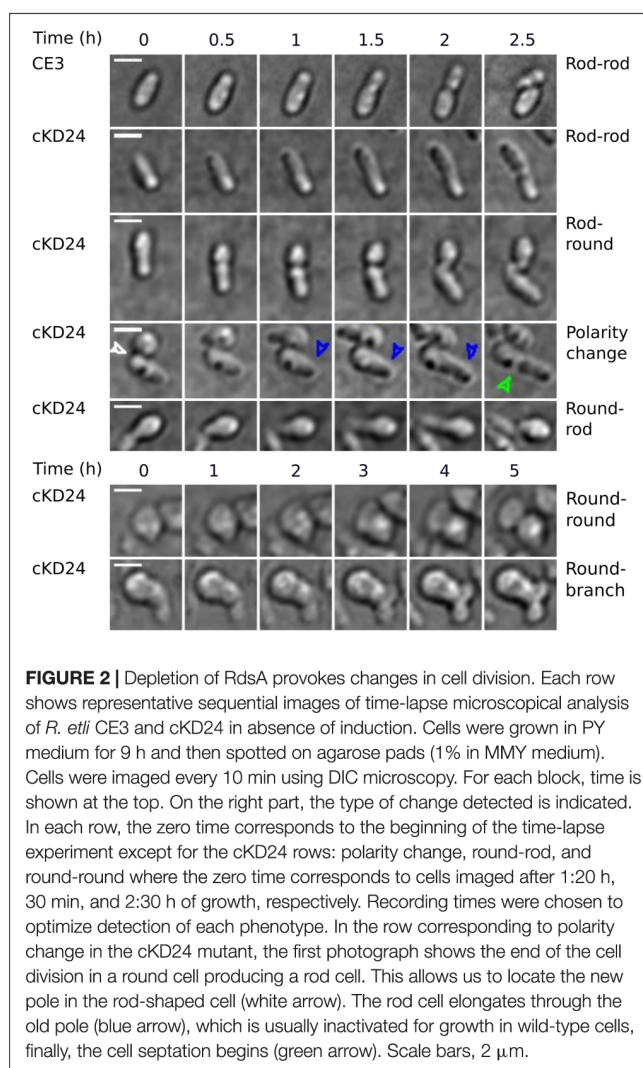 Time (h) 0 0.5 1 1.5 2 2.5
CE3 Rod-rod
cKD24 Rod-rod
cKD24 Rod-
round
cKD24 Polarity
change
cKD24 Round-
rod
Time (h) 0 1 2 3 4 5
cKD24 Round-
round
cKD24 Round-
branch
FIGURE 2 | Depletion of RdsA provokes changes in cell division. Each row
shows representative sequential images of time-lapse microscopical analysis
of R. etli CE3 and cKD24 in absence of induction. Cells were grown in PY
medium for 9 h and then spotted on agarose pads (1% in MMY medium).
Cells were imaged every 10 min using DIC microscopy. For each block, time is
shown at the top. On the right part, the type of change detected is indicated.
In each row, the zero time corresponds to the beginning of the time-lapse
experiment except for the cKD24 rows: polarity change, round-rod, and
round-round where the zero time corresponds to cells imaged after 1:20 h,
30 min, and 2:30 h of growth, respectively. Recording times were chosen to
optimize detection of each phenotype. In the row corresponding to polarity
change in the cKD24 mutant, the first photograph shows the end of the cell
division in a round cell producing a rod cell. This allows us to locate the new
pole in the rod-shaped cell (white arrow). The rod cell elongates through the
old pole (blue arrow), which is usually inactivated for growth in wild-type cells,
finally, the cell septation begins (green arrow). Scale bars, 2 μm.